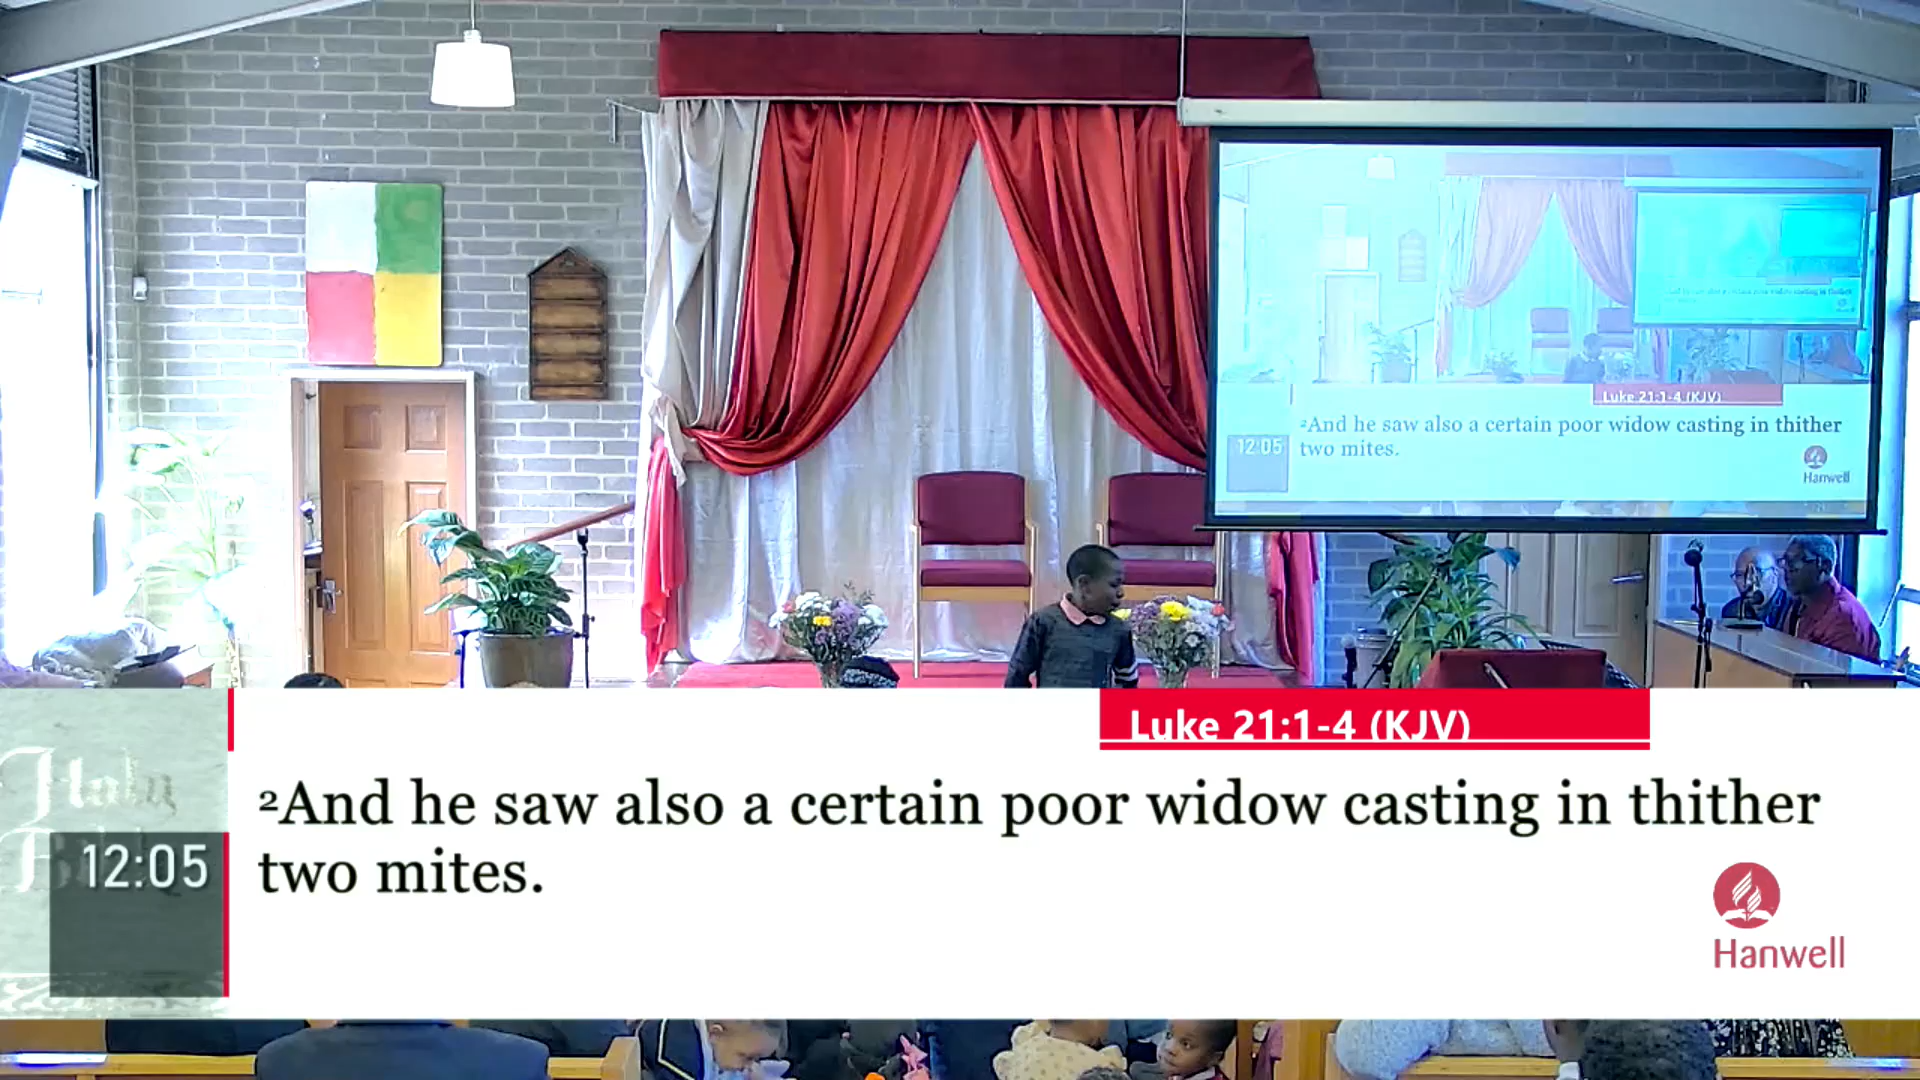 Luke 21:1-4 (KJV)
²And he saw also a certain poor widow casting in thither
two mites.
12:05
Hanwell
Holy
Luke 21:1-4 (KJV)
²And he saw also a certain poor widow casting in thither
two mites.
12:05
Hanwell